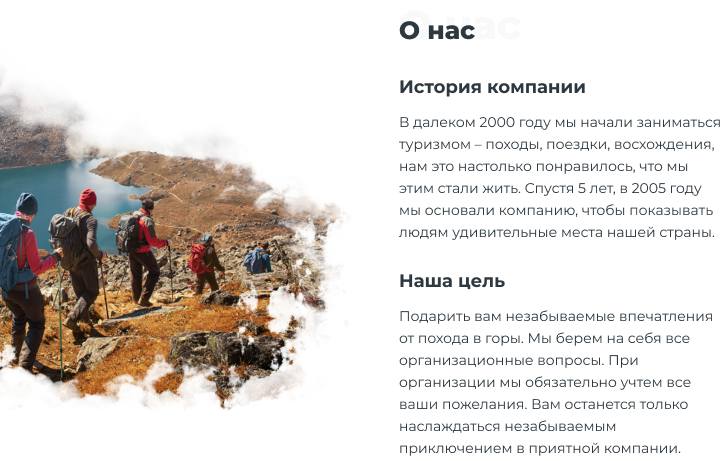 О нас
История компании
В далеком 2000 году мы начали заниматься
туризмом – походы, поездки, восхождения,
нам это настолько понравилось, что мы
этим стали жить. Спустя 5 лет, в 2005 году
мы основали компанию, чтобы показывать
людям удивительные места нашей страны.
Наша цель
Подарить вам незабываемые впечатления
от похода в горы. Мы берем на себя все
организационные вопросы. При
организации мы обязательно учтем все
ваши пожелания. Вам останется только
наслаждаться незабываемым
приключением в приятной компании.